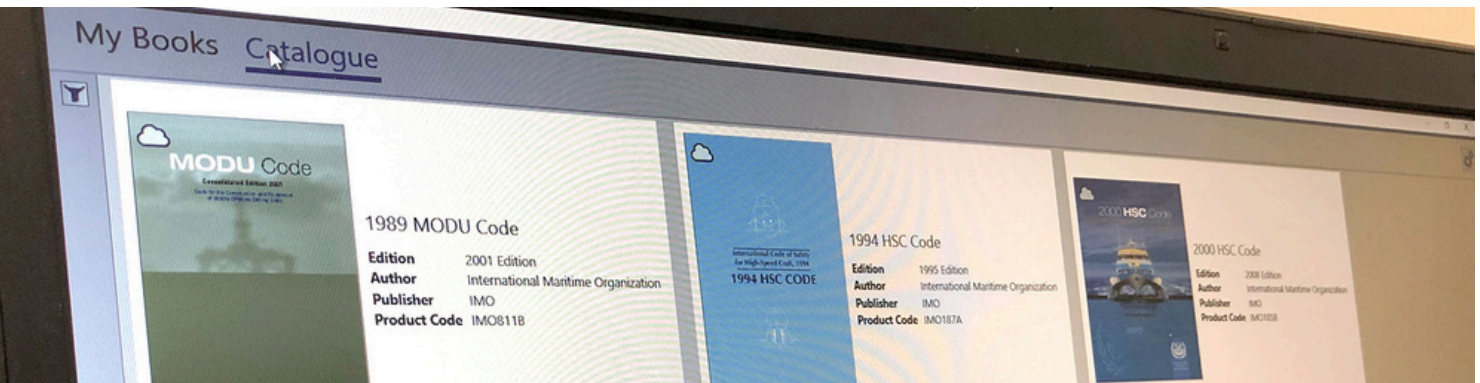 My Books Catalogue
MODU Code
Consolidated Edition 2001
1989 MODU Code
Edition 2001 Edition
Author International Maritime Organization
Publisher IMO
Product Code IMO811B
International Code of Safety
for High-Speed Craft, 1994
1994 HSC CODE
1994 HSC Code
Edition 1995 Edition
Author International Maritime Organization
Publisher IMO
Product Code IMO187A
2000 HSC Code
2000 HSC Code
Edition 2008 Edition
Author International Maritime Organization
Publisher IMO
Product Code IMO185B